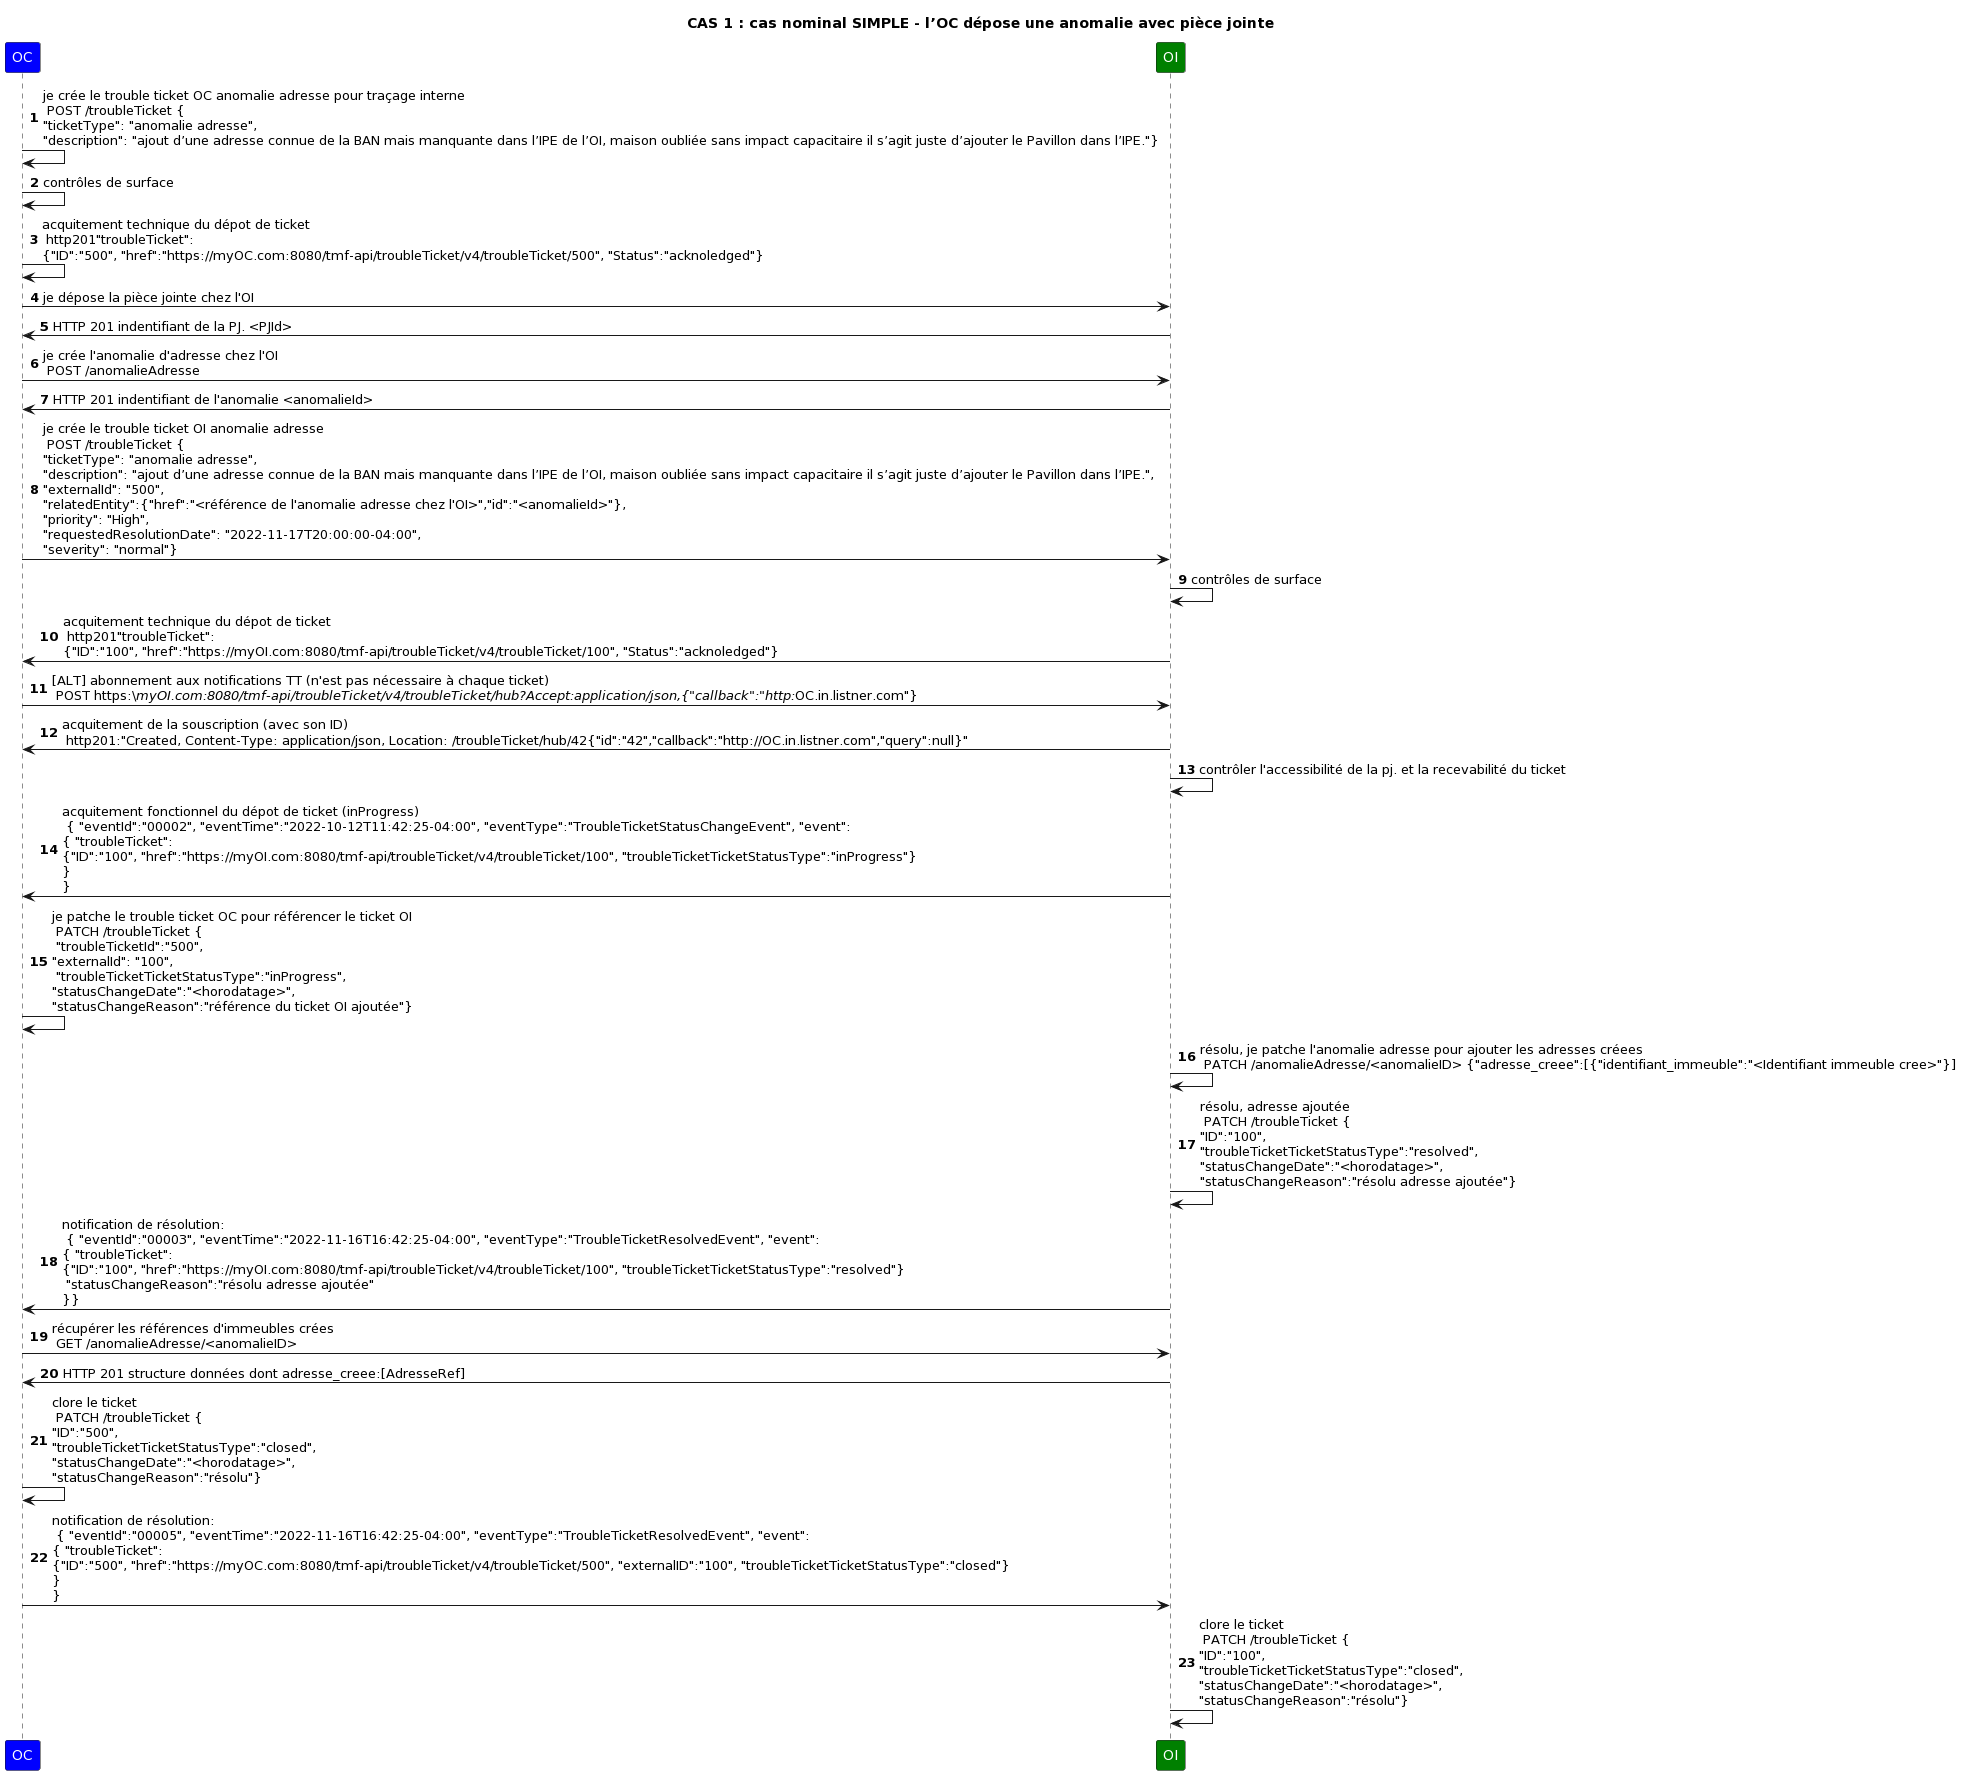 CAS 1 : cas nominal SIMPLE - l’OC dépose une anomalie avec pièce jointe
OC
OI
je crée le trouble ticket OC anomalie adresse pour traçage interne
POST /troubleTicket {
1
"ticketType": "anomalie adresse",
"description": "ajout d’une adresse connue de la BAN mais manquante dans l’IPE de l’OI, maison oubliée sans impact capacitaire il s’agit juste d’ajouter le Pavillon dans l’IPE."}
2 contrôles de surface
acquitement technique du dépot de ticket
3 http201"troubleTicket":
{"ID":"500", "href":"https://myOC.com:8080/tmf-api/troubleTicket/v4/troubleTicket/500", "Status":"acknoledged"}
4 je dépose la pièce jointe chez l'OI
5 HTTP 201 indentifiant de la PJ. <PJId>
6 je crée l'anomalie d'adresse chez l'OI
POST /anomalieAdresse
7 HTTP 201 indentifiant de l'anomalie <anomalieId>
je crée le trouble ticket OI anomalie adresse
POST /troubleTicket {
"ticketType": "anomalie adresse",
"description": "ajout d’une adresse connue de la BAN mais manquante dans l’IPE de l’OI, maison oubliée sans impact capacitaire il s’agit juste d’ajouter le Pavillon dans l’IPE.",
8 "externalId": "500",
"relatedEntity":{"href":"<référence de l'anomalie adresse chez l'OI>","id":"<anomalieId>"},
"priority": "High",
"requestedResolutionDate": "2022-11-17T20:00:00-04:00",
"severity": "normal"}
9 contrôles de surface
acquitement technique du dépot de ticket
10 http201"troubleTicket":
{"ID":"100", "href":"https://myOI.com:8080/tmf-api/troubleTicket/v4/troubleTicket/100", "Status":"acknoledged"}
11 [ALT] abonnement aux notifications TT (n'est pas nécessaire à chaque ticket)
POST https:\myOI.com:8080/tmf-api/troubleTicket/v4/troubleTicket/hub?Accept:application/json,{"callback":"http:OC.in.listner.com"}
12 acquitement de la souscription (avec son ID)
http201:"Created, Content-Type: application/json, Location: /troubleTicket/hub/42{"id":"42","callback":"http://OC.in.listner.com","query":null}"
13 contrôler l'accessibilité de la pj. et la recevabilité du ticket
acquitement fonctionnel du dépot de ticket (inProgress)
{ "eventId":"00002", "eventTime":"2022-10-12T11:42:25-04:00", "eventType":"TroubleTicketStatusChangeEvent", "event":
14 { "troubleTicket":
{"ID":"100", "href":"https://myOI.com:8080/tmf-api/troubleTicket/v4/troubleTicket/100", "troubleTicketTicketStatusType":"inProgress"}
}
}
je patche le trouble ticket OC pour référencer le ticket OI
PATCH /troubleTicket {
"troubleTicketId":"500",
15 "externalId": "100",
"troubleTicketTicketStatusType":"inProgress",
"statusChangeDate":"<horodatage>",
"statusChangeReason":"référence du ticket OI ajoutée"}
16 résolu, je patche l'anomalie adresse pour ajouter les adresses créees
PATCH /anomalieAdresse/<anomalieID> {"adresse_creee":[{"identifiant_immeuble":"<Identifiant immeuble cree>"}]
résolu, adresse ajoutée
PATCH /troubleTicket {
"ID":"100",
17 "troubleTicketTicketStatusType":"resolved",
"statusChangeDate":"<horodatage>",
"statusChangeReason":"résolu adresse ajoutée"}
notification de résolution:
{ "eventId":"00003", "eventTime":"2022-11-16T16:42:25-04:00", "eventType":"TroubleTicketResolvedEvent", "event":
{ "troubleTicket":
18 {"ID":"100", "href":"https://myOI.com:8080/tmf-api/troubleTicket/v4/troubleTicket/100", "troubleTicketTicketStatusType":"resolved"}
"statusChangeReason":"résolu adresse ajoutée"
}}
19 récupérer les références d'immeubles crées
GET /anomalieAdresse/<anomalieID>
20 HTTP 201 structure données dont adresse_creee:[AdresseRef]
clore le ticket
PATCH /troubleTicket {
"ID":"500",
21 "troubleTicketTicketStatusType":"closed",
"statusChangeDate":"<horodatage>",
"statusChangeReason":"résolu"}
notification de résolution:
{ "eventId":"00005", "eventTime":"2022-11-16T16:42:25-04:00", "eventType":"TroubleTicketResolvedEvent", "event":
{ "troubleTicket":
22 {"ID":"500", "href":"https://myOC.com:8080/tmf-api/troubleTicket/v4/troubleTicket/500", "externalID":"100", "troubleTicketTicketStatusType":"closed"}
}
}
clore le ticket
PATCH /troubleTicket {
"ID":"100",
23 "troubleTicketTicketStatusType":"closed",
"statusChangeDate":"<horodatage>",
"statusChangeReason":"résolu"}
OC
OI